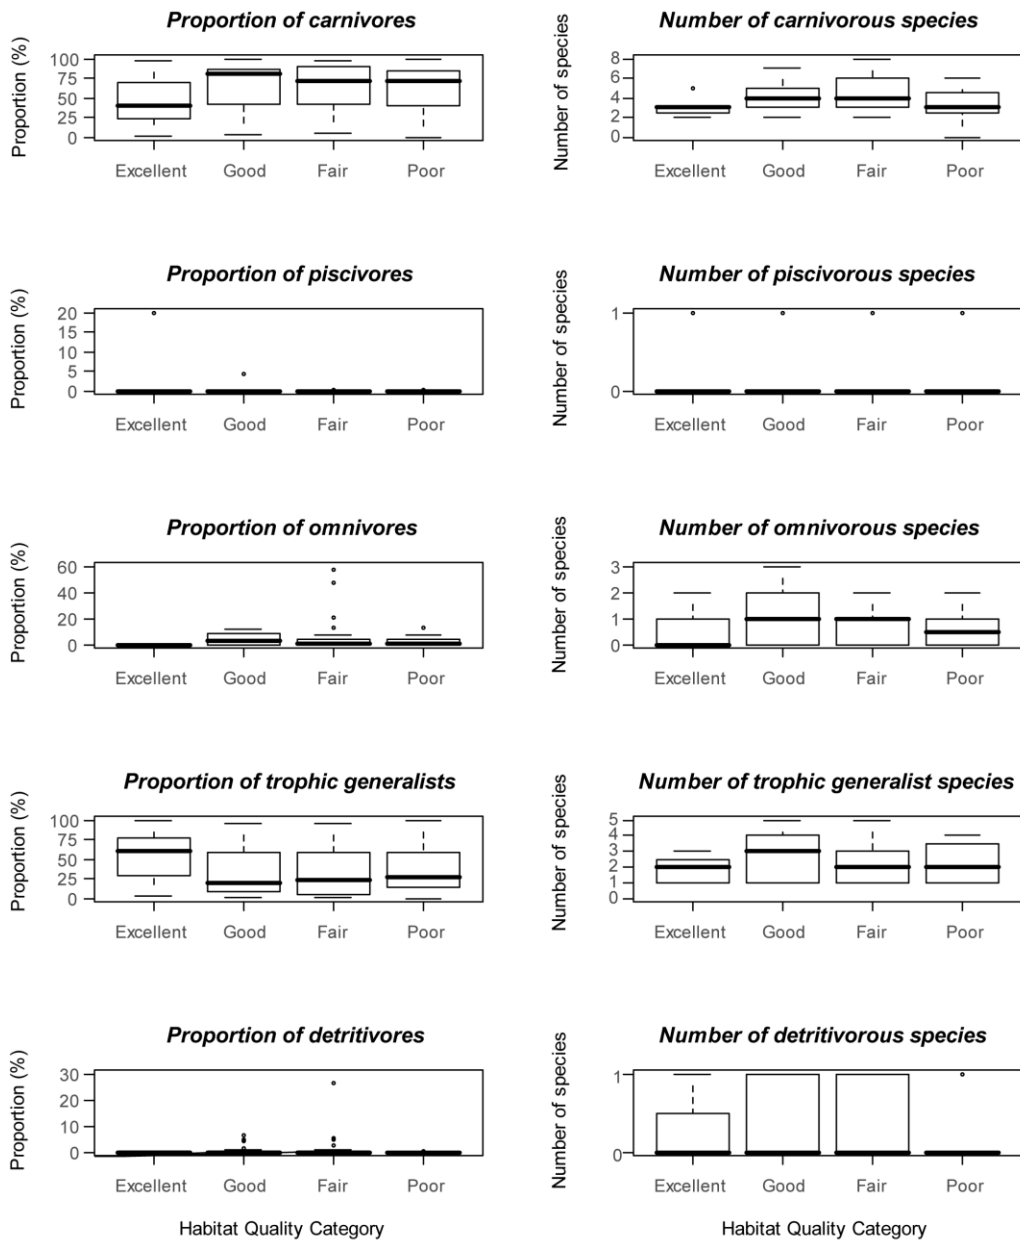 Proportion of carnivores
Proportion (%)
100
75
50
25
0
Excellent Good Fair Poor
Number of carnivorous species
Number of species
8
6
4
2
0
Excellent Good Fair Poor
Proportion of piscivores
Proportion (%)
20
15
10
5
0
Excellent Good Fair Poor
Number of piscivorous species
Number of species
1
0
Excellent Good Fair Poor
Proportion of omnivores
Proportion (%)
60
40
20
0
Excellent Good Fair Poor
Number of omnivorous species
Number of species
3
2
1
0
Excellent Good Fair Poor
Proportion of trophic generalists
Proportion (%)
100
75
50
25
0
Excellent Good Fair Poor
Number of trophic generalist species
Number of species
5
4
3
2
1
0
Excellent Good Fair Poor
Proportion of detritivores
Proportion (%)
30
20
10
0
Excellent Good Fair Poor
Habitat Quality Category
Number of detritivorous species
Number of species
1
0
Excellent Good Fair Poor
Habitat Quality Category